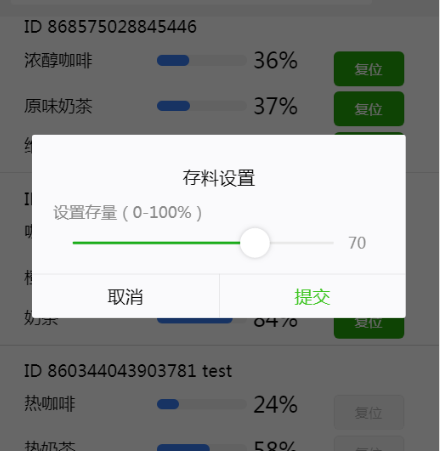 ID 868575028845446
浓醇咖啡 36% 复位
原味奶茶 37% 复位
存料设置
设置存量 ( 0-100% )
70
取消 提交
奶茶 84% 复位
ID 860344043903781 test
热咖啡 24% 复位
热奶茶 58%